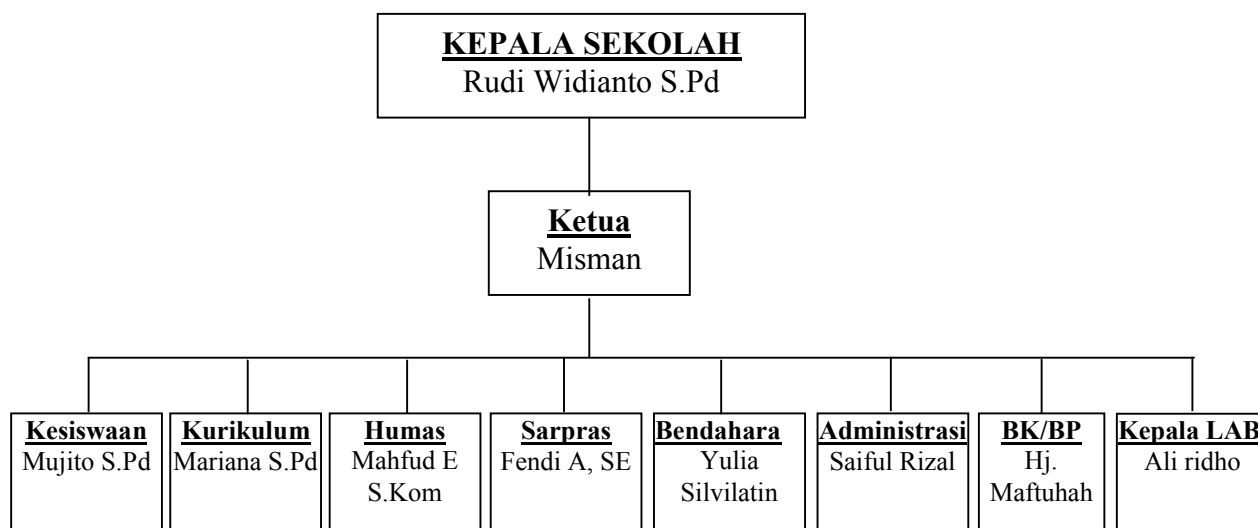 KEPALA SEKOLAH
Rudi Widianto S.Pd
Ketua
Misman
Kesiswaan
Mujito S.Pd
Kurikulum
Mariana S.Pd
Humas
Mahfud E
S.Kom
Sarpras
Fendi A, SE
Bendahara
Yulia
Silvilatin
Administrasi
Saiful Rizal
BK/BP
Hj.
Maftuhah
Kepala LAB
Ali ridho